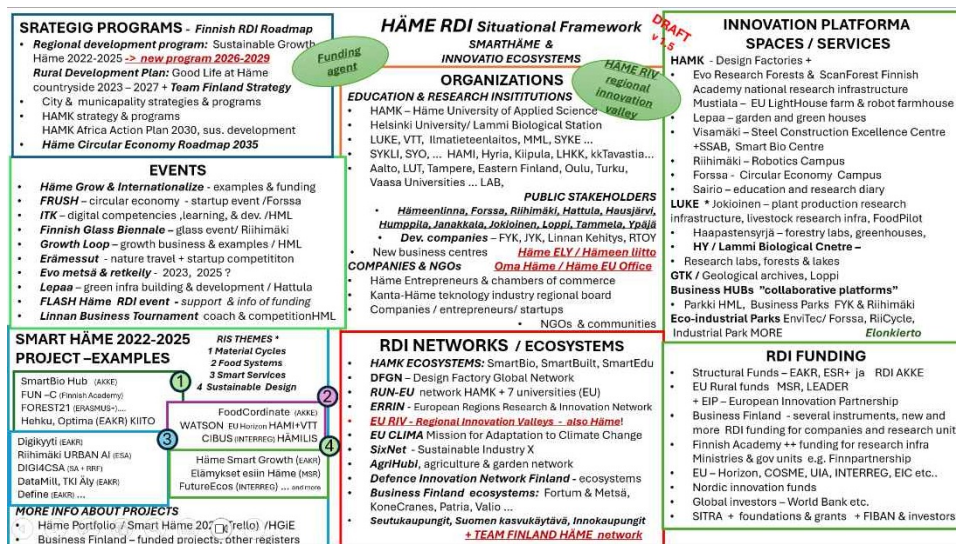 SRATEGIG PROGRAMS - Finnish RDI Roadmap
• Regional development program: Sustainable Growth
Häme 2022-2025 -> new program 2026-2029
Rural Development Plan: Good Life at Häme
countryside 2023 – 2027 + Team Finland Strategy
• City & municapality strategies & programs
• HAMK strategy & programs
HAMK Africa Action Plan 2030, sus. development
• Häme Circular Economy Roadmap 2035
EVENTS
• Häme Grow & Internationalize - examples & funding
• FRUSH – circular economy - startup event /Forssa
• ITK – digital competencies ,learning, & dev. /HML
• Finnish Glass Biennale – glass event/ Riihimäki
• Growth Loop – growth business & examples / HML
• Erämessut - nature travel + startup competititon
• Evo metsä & retkeily - 2023, 2025 ?
• Lepaa – green infra building & development / Hattula
• FLASH Häme RDI event - support & info of funding
• Linnan Business Tournament coach & competitionHML
SMART HÄME 2022-2025
PROJECT –EXAMPLES
RIS THEMES *
1 Material Cycles
2 Food Systems
3 Smart Services
4 Sustainable Design
SmartBio Hub (AKKE)
FUN –C (Finnish Academy)
FOREST21 (ERASMUS+)....
Hehku, Optima (EAKR) KIITO
1
2
FoodCordinate (AKKE)
WATSON EU Horizon HAMI+VTT
CIBUS (INTERREG) HÄMILIS
3
4
Digikyyti (EAKR)
Riihimäki URBAN AI (ESA)
DIGI4CSA (SA + RRF)
DataMill, TKI Äly (EAKR)
Define (EAKR) ...
Häme Smart Growth (EAKR)
Elämykset esiin Häme (MSR)
FutureEcos (INTERREG) ... and more
MORE INFO ABOUT PROJECTS
• Häme Portfolio / Smart Häme 202 (Trello) /HGiE
• Business Finland – funded projects, other registers
HÄME RDI Situational Framework
SMARTHÄME &
INNOVATIO ECOSYSTEMS
DRAFT
v 1.5
Funding
agent
HÄME RIV
regional
innovation
valley
ORGANIZATIONS
EDUCATION & RESEARCH INSITITUTIONS
• HAMK – Häme University of Applied Science
• Helsinki University/ Lammi Biological Station
• LUKE, VTT, Ilmatieteenlaitos, MML, SYKE ...
• SYKLI, SYO, ... HAMI, Hyria, Kiipula, LHKK, kkTavastia...
• Aalto, LUT, Tampere, Eastern Finland, Oulu, Turku,
Vaasa Universities ... LAB,
PUBLIC STAKEHOLDERS
• Hämeenlinna, Forssa, Riihimäki, Hattula, Hausjärvi,
Humppila, Janakkala, Jokioinen, Loppi, Tammela, Ypäjä
• Dev. companies – FYK, JYK, Linnan Kehitys, RTOY
• New business centres Häme ELY / Hämeen liitto
COMPANIES & NGOs Oma Häme / Häme EU Office
• Häme Entrepreneurs & chambers of commerce
• Kanta-Häme teknology industry regional board
• Companies / entrepreneurs/ startups
• NGOs & communities
RDI NETWORKS / ECOSYSTEMS
• HAMK ECOSYSTEMS: SmartBio, SmartBuilt, SmartEdu
• DFGN – Design Factory Global Network
• RUN-EU network HAMK + 7 universities (EU)
• ERRIN - European Regions Research & Innovation Network
• EU RIV - Regional Innovation Valleys - also Häme!
• EU CLIMA Mission for Adaptation to Climate Change
• SixNet - Sustainable Industry X
• AgriHubi, agriculture & garden network
• Defence Innovation Network Finland - ecosystems
• Business Finland ecosystems: Fortum & Metsä,
KoneCranes, Patria, Valio ...
• Seutukaupungit, Suomen kasvukäytävä, Innokaupungit
+ TEAM FINLAND HÄME network
INNOVATION PLATFORMA
SPACES / SERVICES
HAMK - Design Factories +
• Evo Research Forests & ScanForest Finnish
Academy national research infrastructure
• Mustiala – EU LightHouse farm & robot farmhouse
• Lepaa – garden and green houses
• Visamäki – Steel Construction Excellence Centre
+SSAB, Smart Bio Centre
• Riihimäki – Robotics Campus
• Forssa - Circular Economy Campus
• Sairio – education and research diary
LUKE * Jokioinen – plant production research
infrastructure, livestock research infra, FoodPilot
• Haapastensyrjä – forestry labs, greenhouses,
• HY / Lammi Biological Cnetre –
• Research labs, forests & lakes
GTK / Geological archives, Loppi
Business HUBs "collaborative platforms"
• Parkki HML, Business Parks FYK & Riihimäki
Eco-industrial Parks EnviTec/ Forssa, RiiCycle,
Industrial Park MORE Elonkierto
RDI FUNDING
• Structural Funds – EAKR, ESR+ ja RDI AKKE
• EU Rural funds MSR, LEADER
+ EIP – European Innovation Partnership
• Business Finland - several instruments, new and
more RDI funding for companies and research unit
• Finnish Academy ++ funding for research infra
Ministries & gov units e.g. Finnpartnership
• EU – Horizon, COSME, UIA, INTERREG, EIC etc..
• Nordic innovation funds
• Global investors – World Bank etc.
• SITRA + foundations & grants + FIBAN & investors